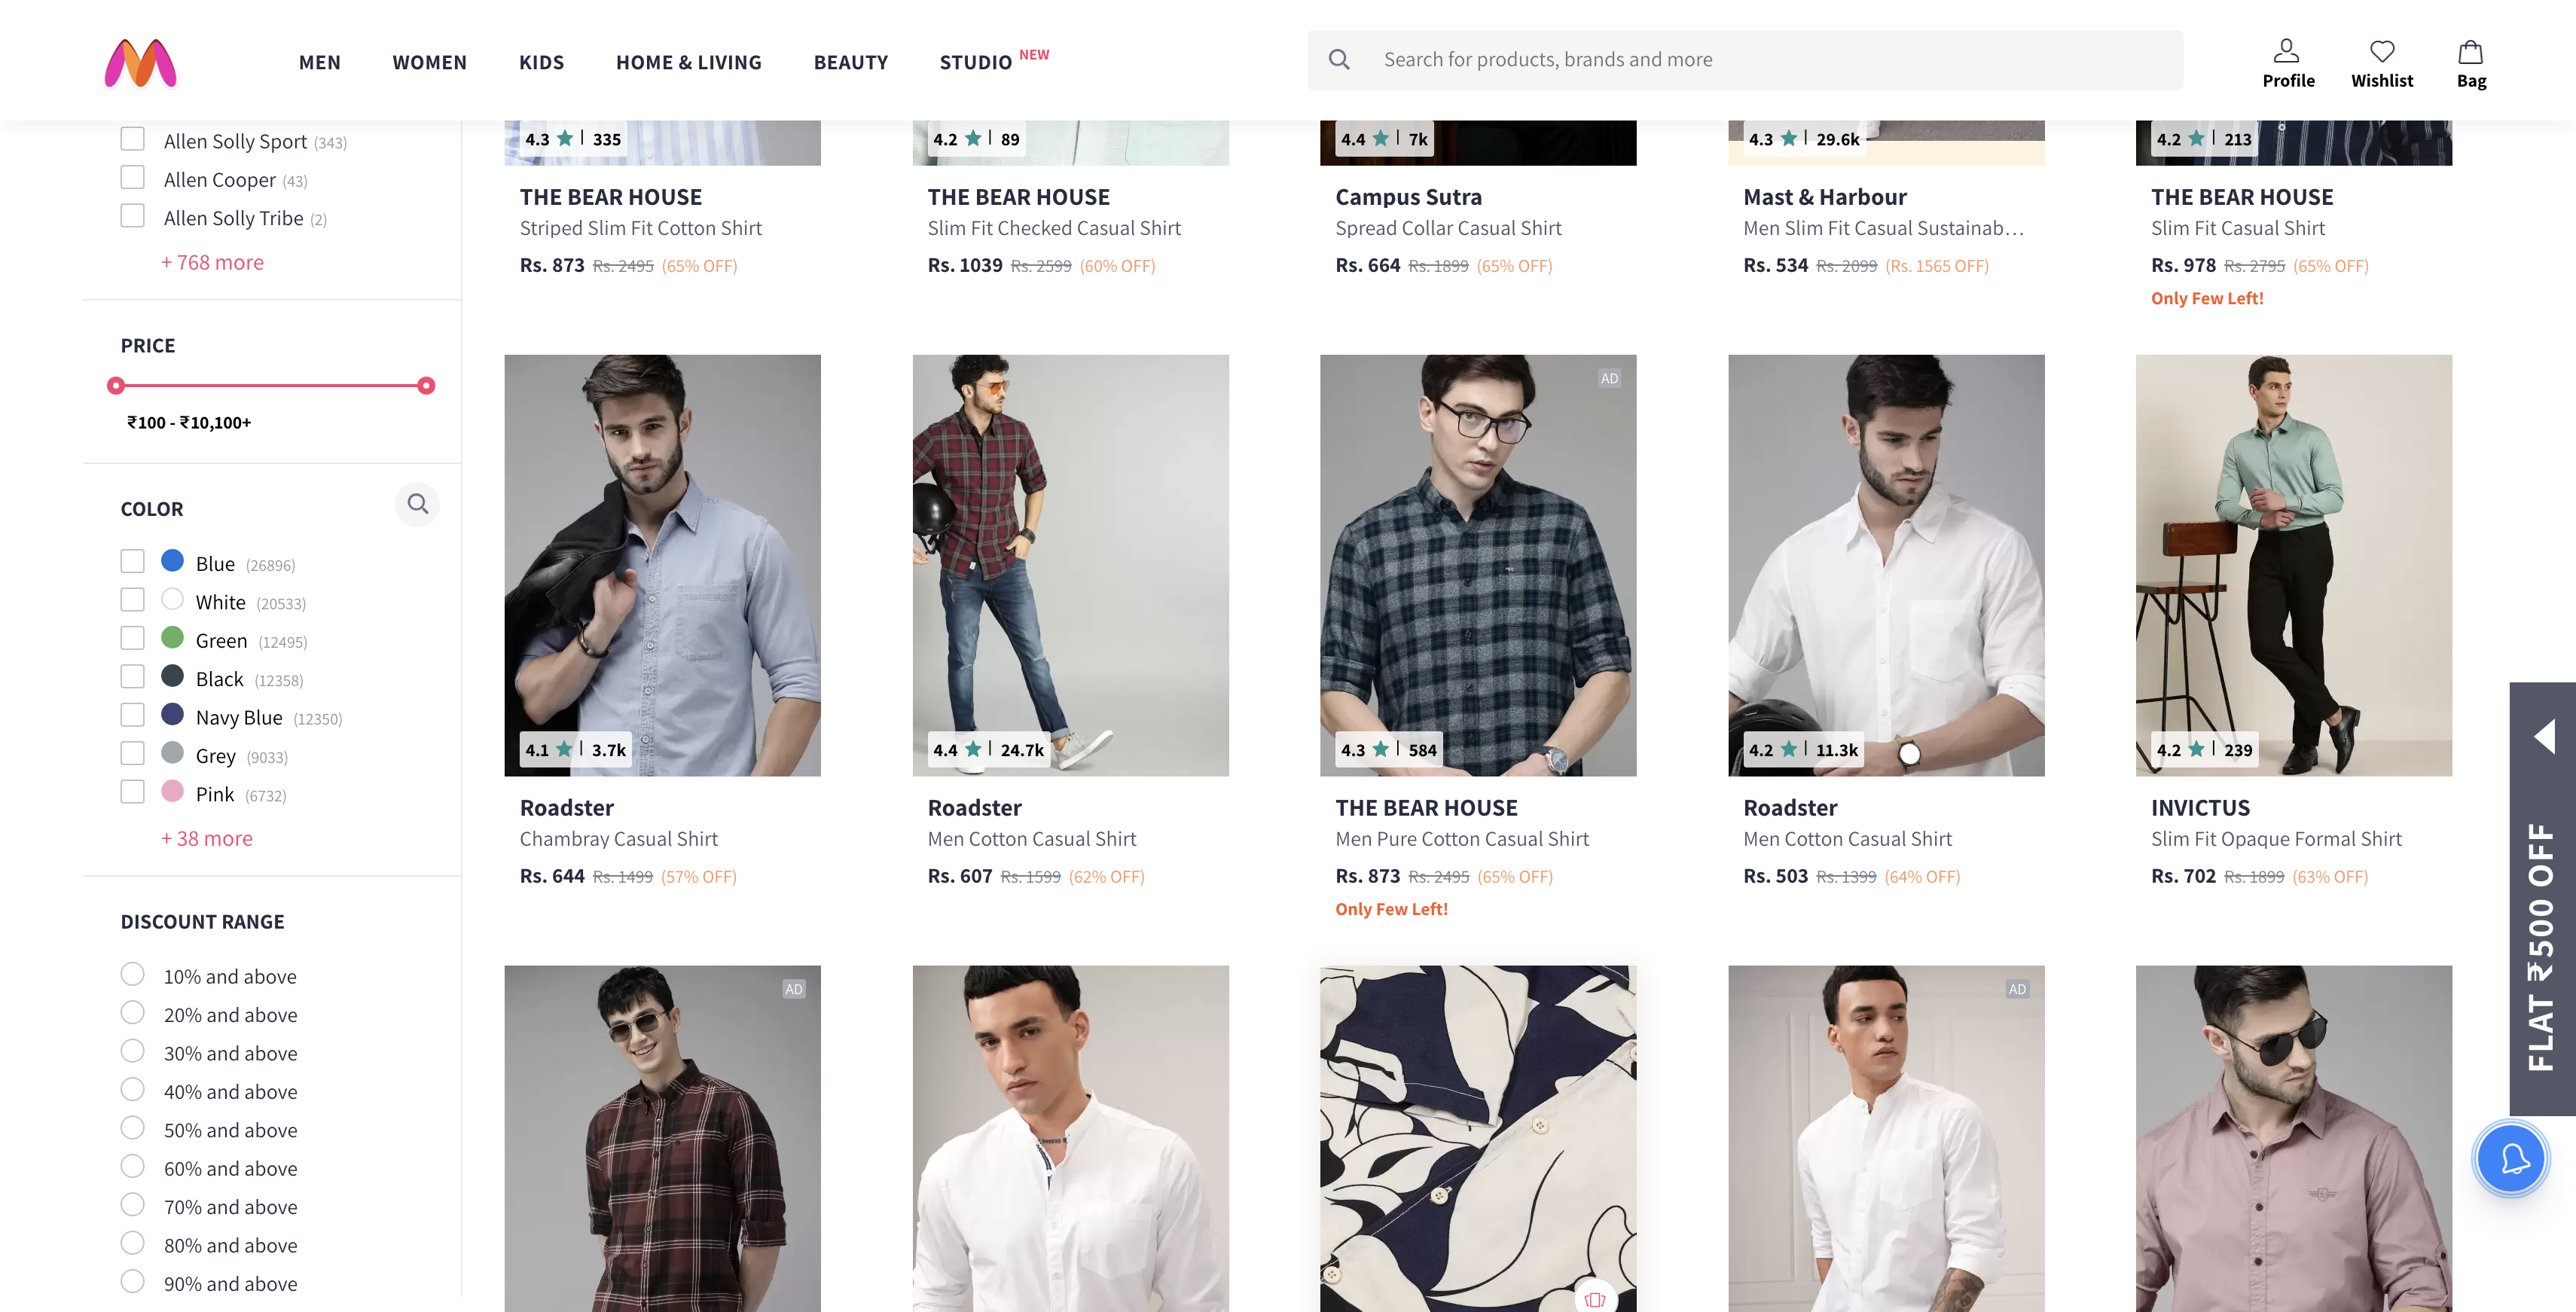 MEN WOMEN KIDS HOME & LIVING BEAUTY STUDIO NEW
Search for products, brands and more
Profile Wishlist Bag
Allen Solly Sport (343)
Allen Cooper (43)
Allen Solly Tribe (2)
+ 768 more
PRICE
₹100 - ₹10,100+
COLOR
Blue (26896)
White (20533)
Green (12495)
Black (12358)
Navy Blue (12350)
Grey (9033)
Pink (6732)
+ 38 more
DISCOUNT RANGE
10% and above
20% and above
30% and above
40% and above
50% and above
60% and above
70% and above
80% and above
90% and above
4.3 | 335
THE BEAR HOUSE
Striped Slim Fit Cotton Shirt
Rs. 873 Rs. 2495 (65% OFF)
4.2 | 89
THE BEAR HOUSE
Slim Fit Checked Casual Shirt
Rs. 1039 Rs. 2599 (60% OFF)
4.4 | 7k
Campus Sutra
Spread Collar Casual Shirt
Rs. 664 Rs. 1899 (65% OFF)
4.3 | 29.6k
Mast & Harbour
Men Slim Fit Casual Sustainab...
Rs. 534 Rs. 2099 (Rs. 1565 OFF)
4.2 | 213
THE BEAR HOUSE
Slim Fit Casual Shirt
Rs. 978 Rs. 2795 (65% OFF)
Only Few Left!
4.1 | 3.7k
Roadster
Chambray Casual Shirt
Rs. 644 Rs. 1499 (57% OFF)
4.4 | 24.7k
Roadster
Men Cotton Casual Shirt
Rs. 607 Rs. 1599 (62% OFF)
AD
4.3 | 584
THE BEAR HOUSE
Men Pure Cotton Casual Shirt
Rs. 873 Rs. 2495 (65% OFF)
Only Few Left!
4.2 | 11.3k
Roadster
Men Cotton Casual Shirt
Rs. 503 Rs. 1399 (64% OFF)
4.2 | 239
INVICTUS
Slim Fit Opaque Formal Shirt
Rs. 702 Rs. 1899 (63% OFF)
AD
AD
FLAT ₹500 OFF